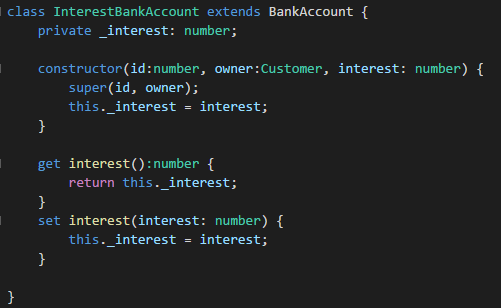 class InterestBankAccount extends BankAccount {
    private _interest: number;
    constructor(id:number, owner:Customer, interest: number) {
        super(id, owner);
        this._interest = interest;
    }
    get interest():number {
        return this._interest;
    }
    set interest(interest: number) {
        this._interest = interest;
    }
}